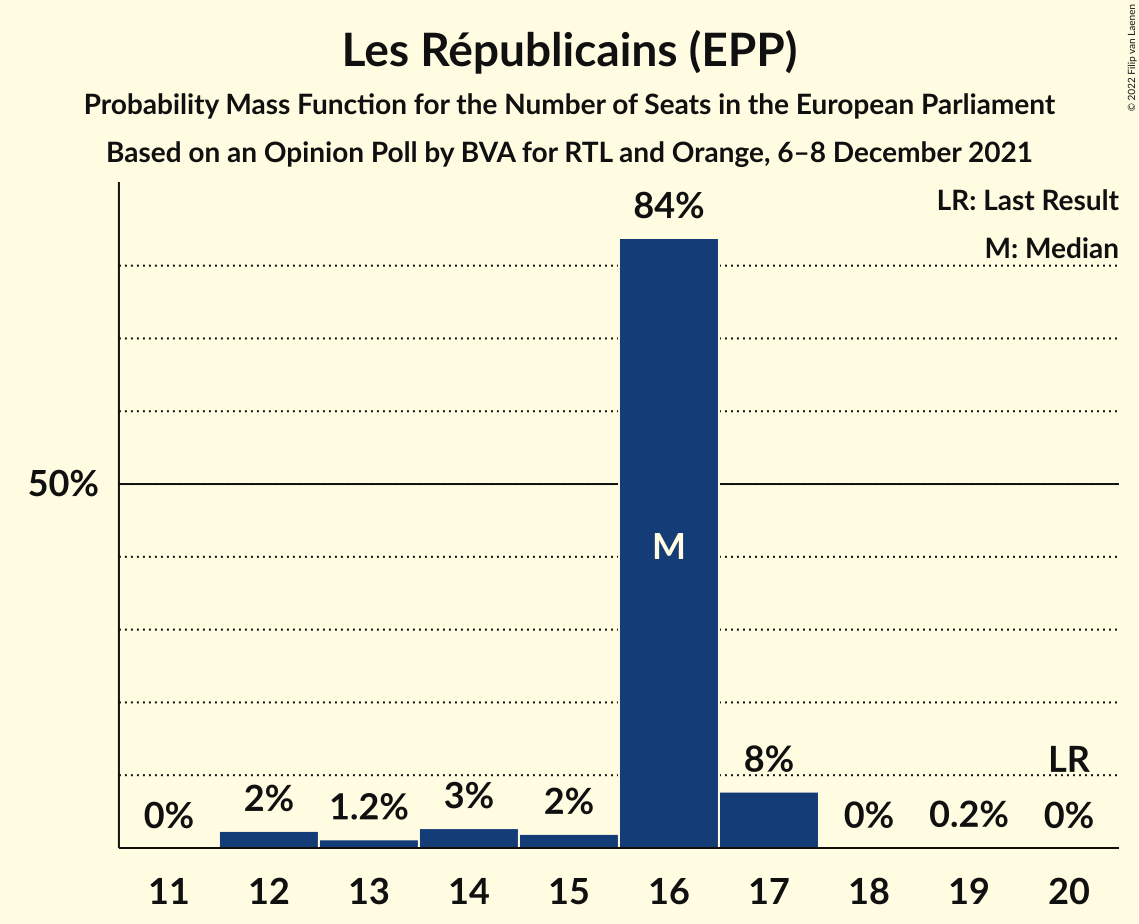 Les Républicains (EPP)
Probability Mass Function for the Number of Seats in the European Parliament
Based on an Opinion Poll by BVA for RTL and Orange, 6–8 December 2021
© 2022 Filip van Laenen
LR: Last Result
M: Median
84%
50%
M
8%
LR
0%
2%
1.2%
3%
2%
0%
0.2%
0%
11 12 13 14 15 16 17 18 19 20